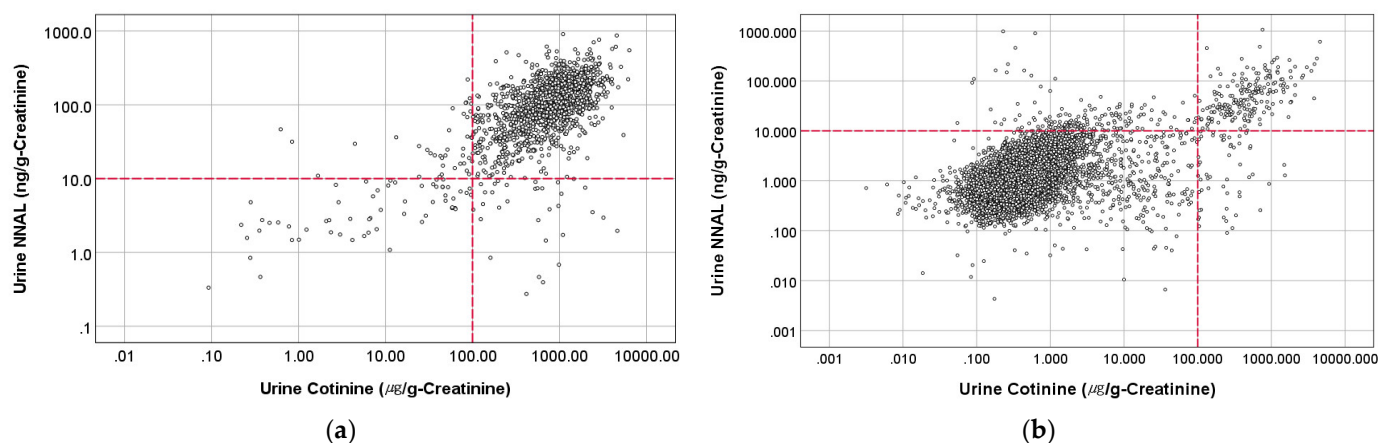 1000.0
100.0
10.0
1.0
.1
Urine NNAL (ng/g-Creatinine)
.01 .10 1.00 10.00 100.00 1000.00 10000.00
Urine Cotinine (μg/g-Creatinine)
(a)
1000.000
100.000
10.000
1.000
.100
.010
.001
Urine NNAL (ng/g-Creatinine)
.001 .010 .100 1.000 10.000 100.000 1000.000 10000.000
Urine Cotinine (μg/g-Creatinine)
(b)